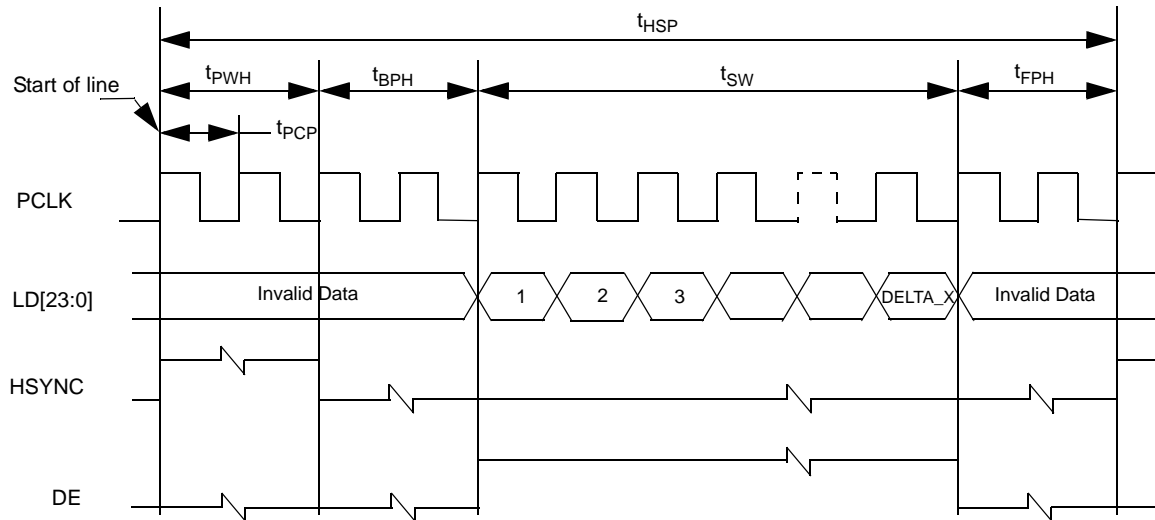 tHSP
Start of line
tPWH
tBPH
tSW
tFPH
tPCP
PCLK
LD[23:0]
Invalid Data
1
2
3
DELTA_X
Invalid Data
HSYNC
DE